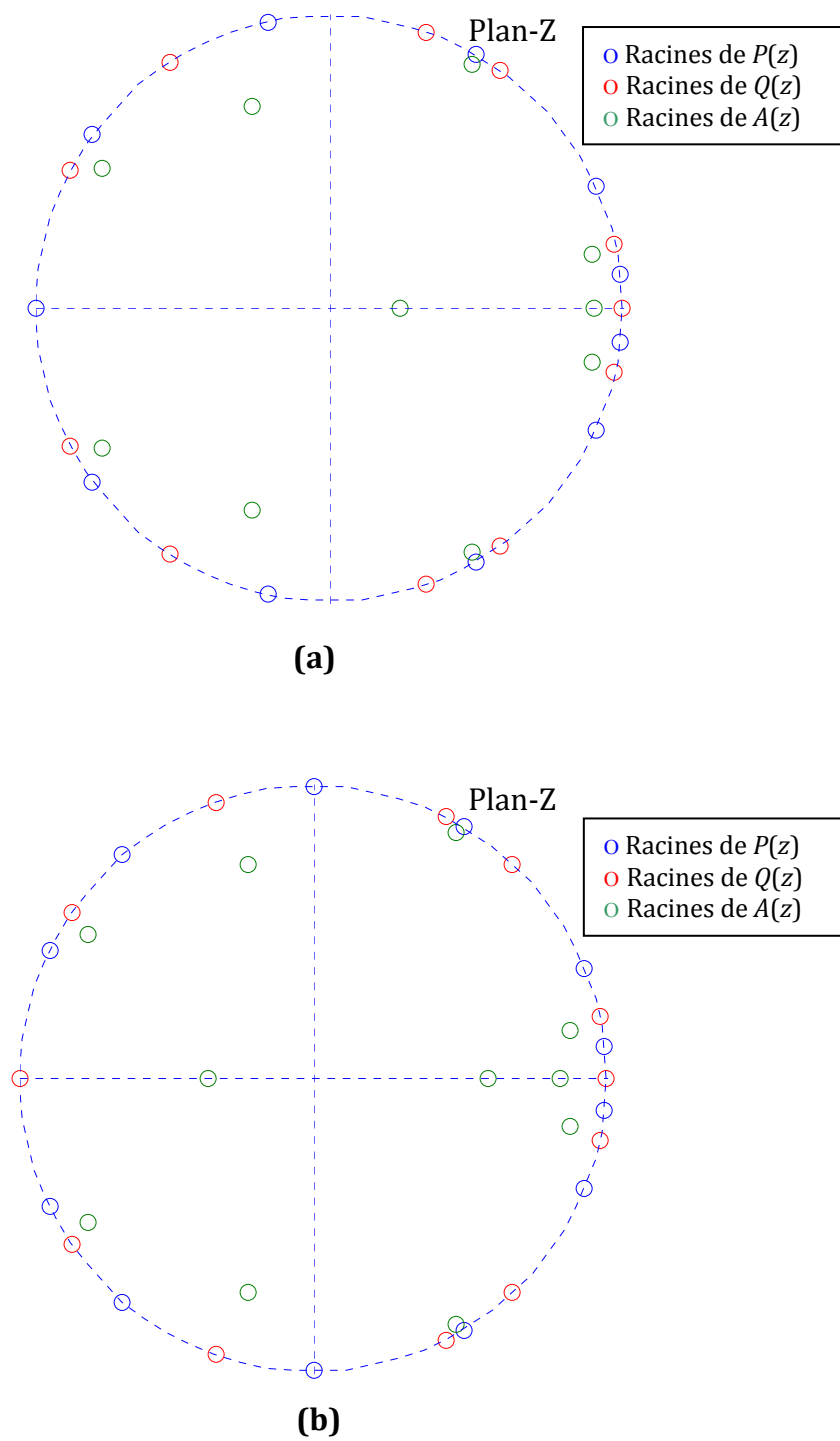 Plan-Z
o Racines de P(z)
o Racines de Q(z)
o Racines de A(z)
(a)
Plan-Z
o Racines de P(z)
o Racines de Q(z)
o Racines de A(z)
(b)